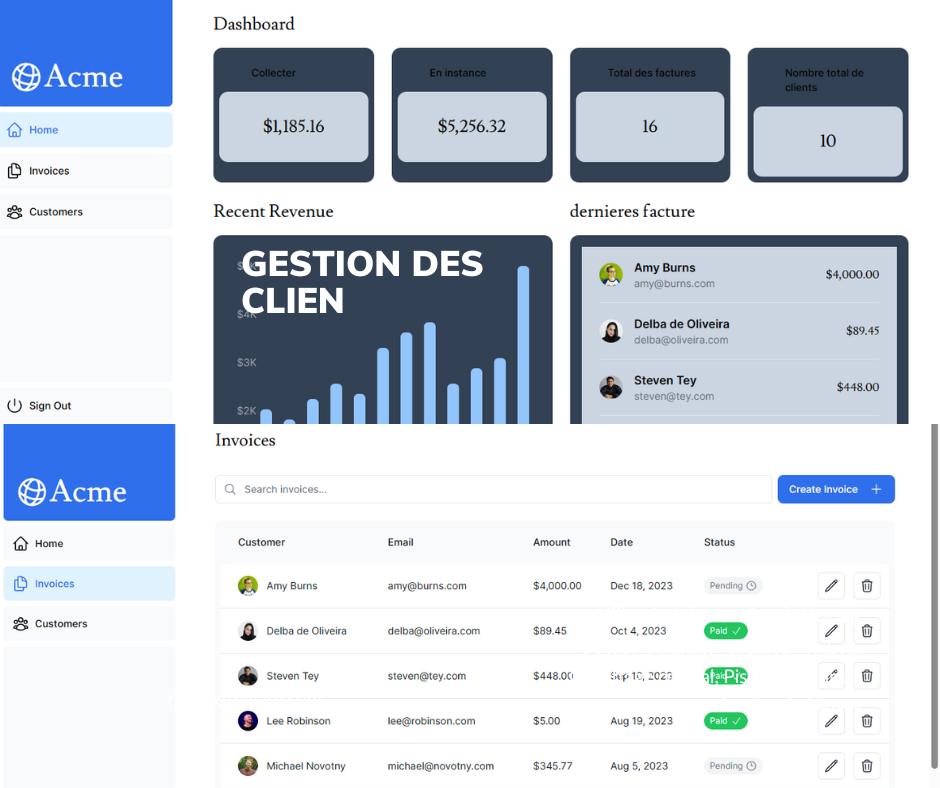 Acme
Home
Invoices
Customers
Sign Out
Dashboard
Collecter
$1,185.16
En instance
$5,256.32
Total des factures
16
Nombre total de
clients
10
Recent Revenue
GESTION DES
CLIEN
$4K
$3K
$2K
dernieres facture
Amy Burns
amy@burns.com
$4,000.00
Delba de Oliveira
delba@oliveira.com
$89.45
Steven Tey
steven@tey.com
$448.00
Acme
Home
Invoices
Customers
Invoices
Search invoices...
Create Invoice
Customer Email Amount Date Status
Amy Burns amy@burns.com $4,000.00 Dec 18, 2023 Pending
Delba de Oliveira delba@oliveira.com $89.45 Oct 4, 2023 Paid
Steven Tey steven@tey.com $448.00 Sep 10, 2023 Paid
Lee Robinson lee@robinson.com $5.00 Aug 19, 2023 Paid
Michael Novotny michael@novotny.com $345.77 Aug 5, 2023 Pending